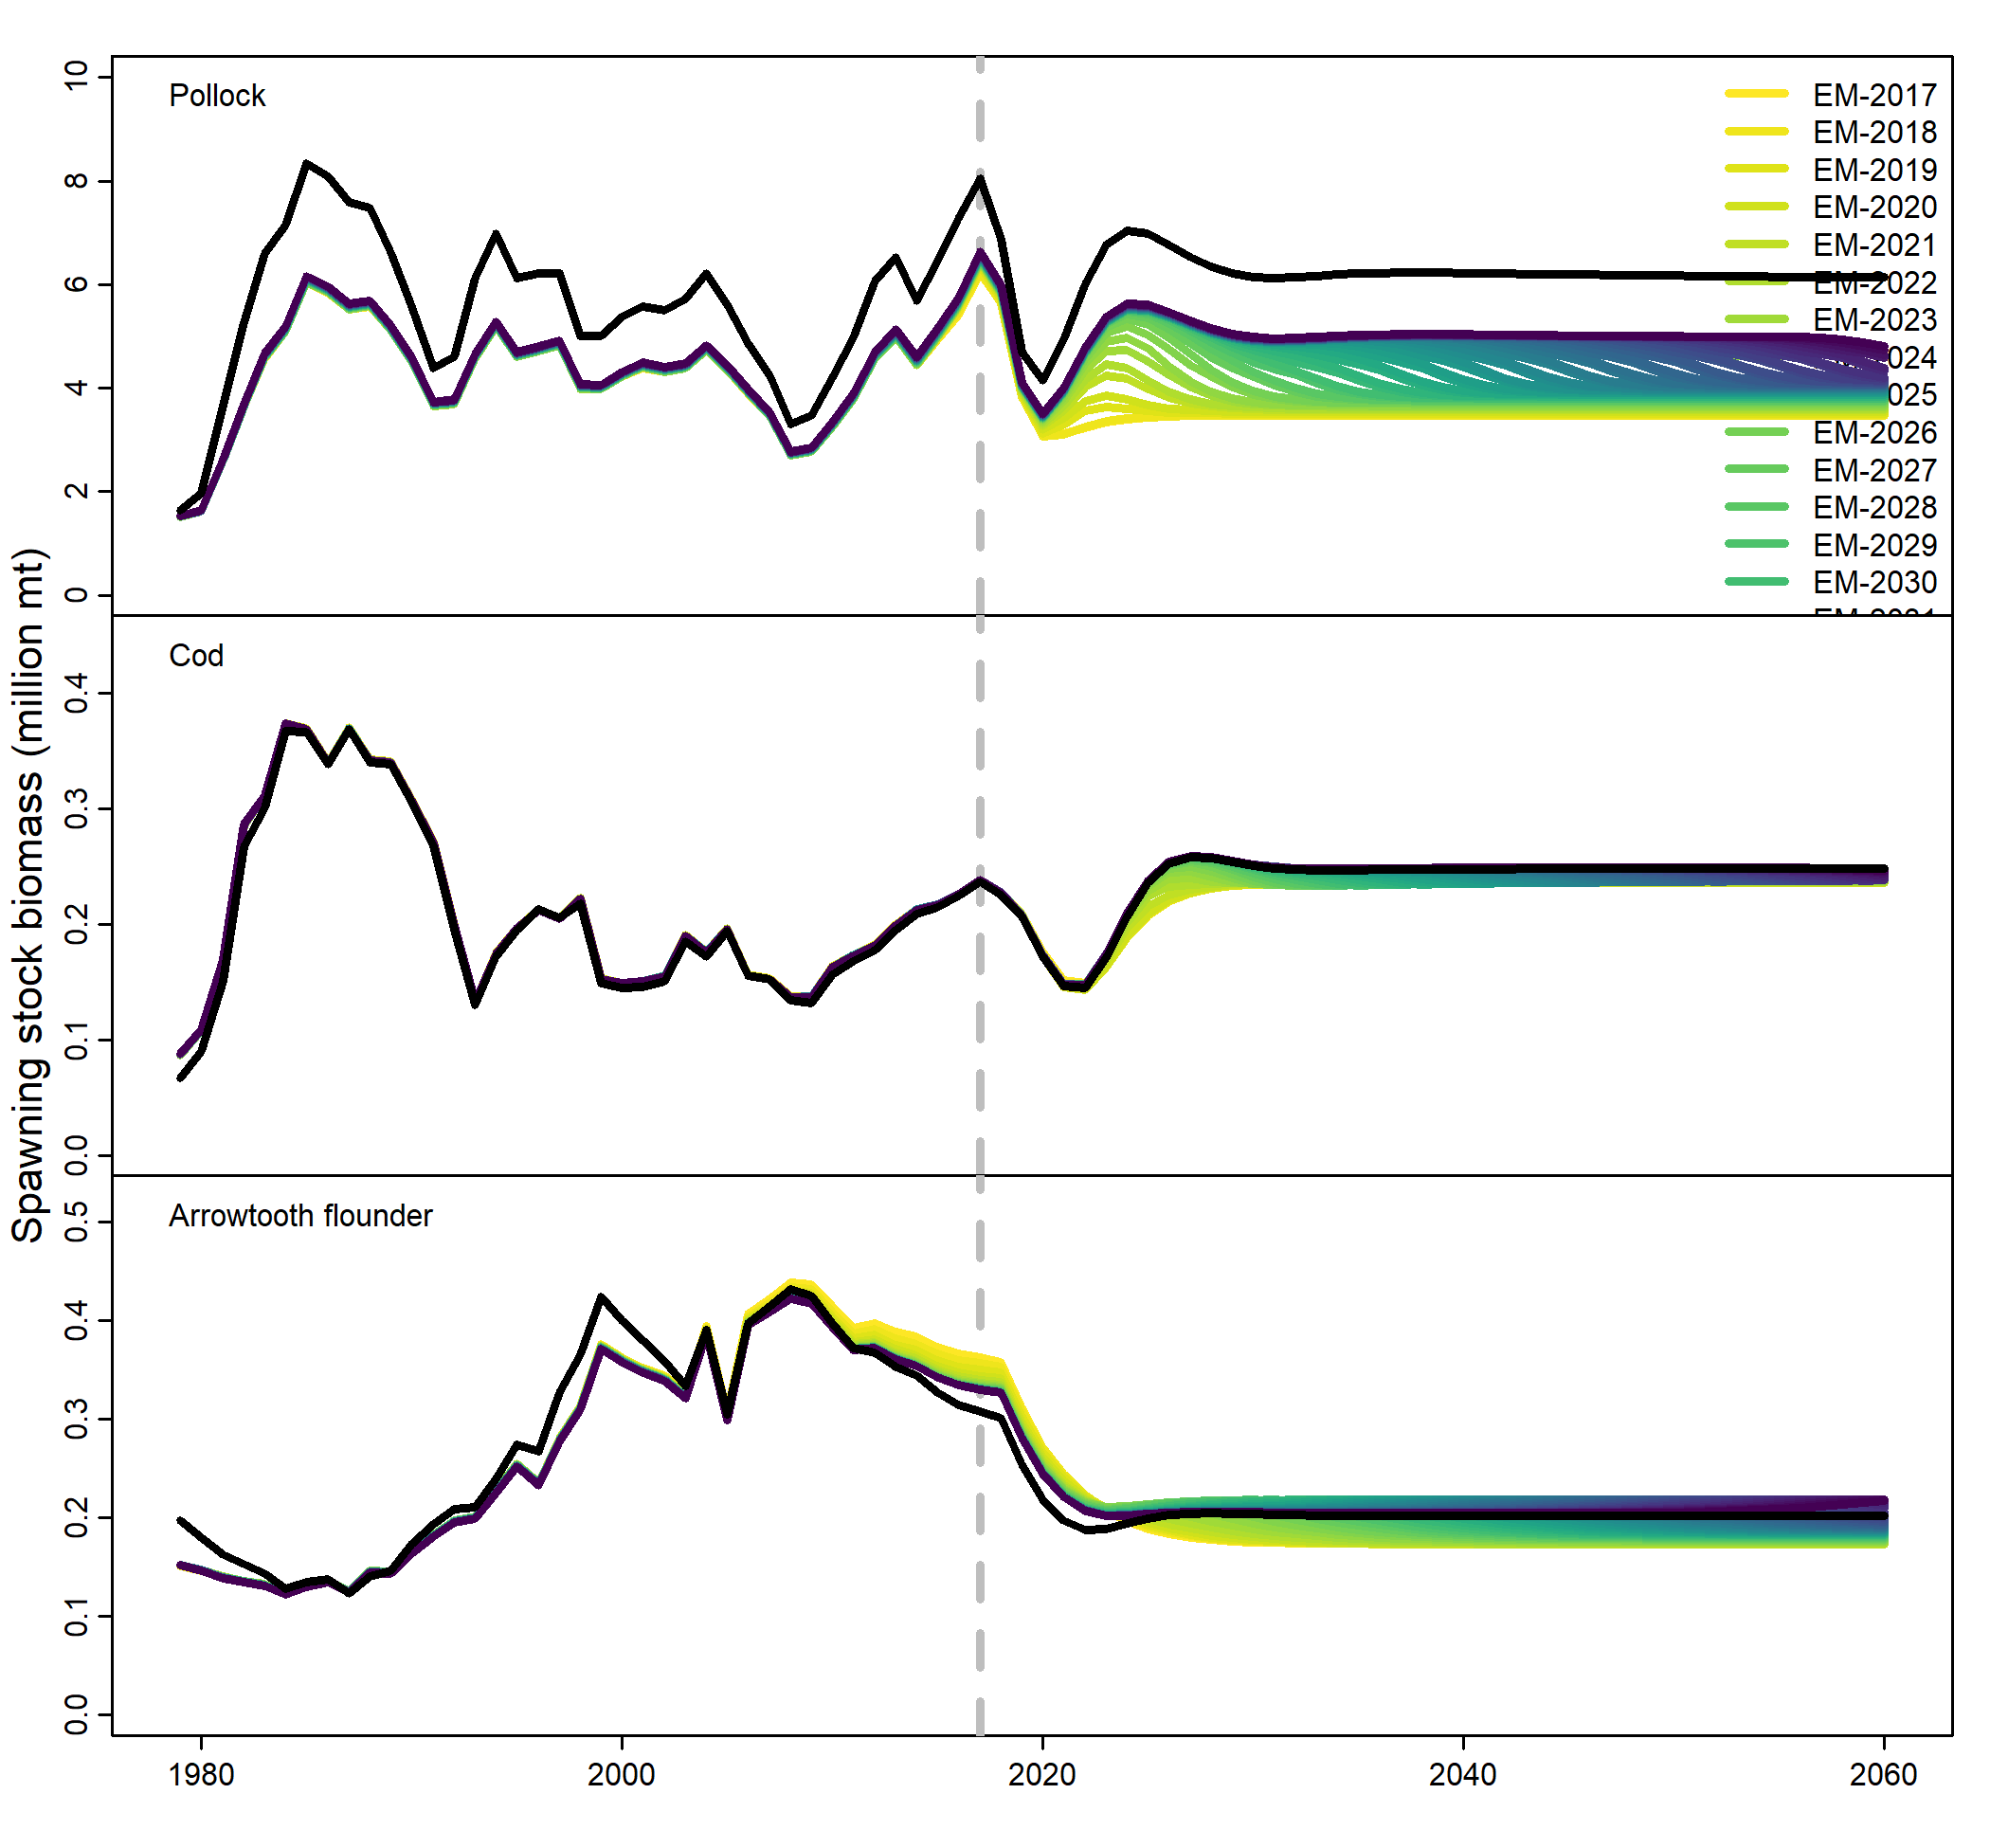 Spawning stock biomass (million mt)
Pollock
10
8
6
4
2
0
EM-2017
EM-2018
EM-2019
EM-2020
EM-2021
EM-2022
EM-2023
024
025
EM-2026
EM-2027
EM-2028
EM-2029
EM-2030
Cod
0.4
0.3
0.2
0.1
0.0
Arrowtooth flounder
0.5
0.4
0.3
0.2
0.1
0.0
1980 2000 2020 2040 2060